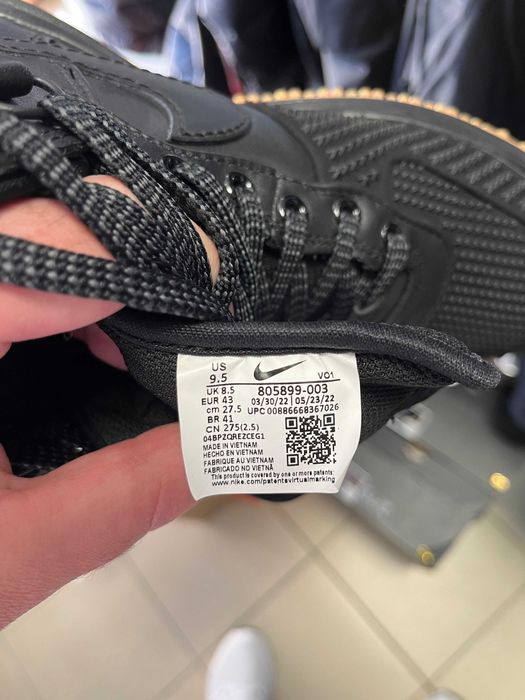 US
9.5
VO1
UK 8.5
805899-003
EUR 43
03/30/22 05/23/22
cm 27.5
UPC 00886668367026
BR 41
CN 275(2.5)
04BPZQREZCEG1
MADE IN VIETNAM
HECHO EN VIETNAM
FABRIQUE AU VIETNAM
FABRICADO NO VIETNÃ
This product is covered by one or more patents:
www.nike.com/patentsvirtualmarking